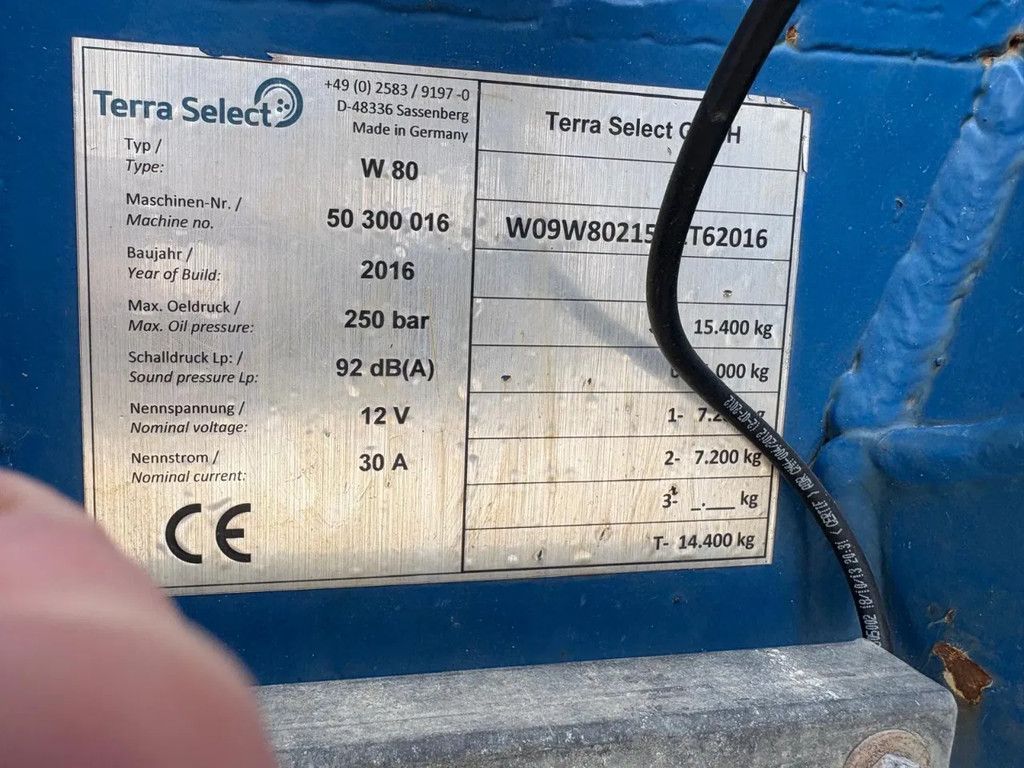 Terra Select
+49 (0) 2583 / 9197 -0
D-48336 Sassenberg
Made in Germany
Typ /
Type:
W 80
Maschinen-Nr. /
Machine no.
50 300 016
Baujahr /
Year of Build:
2016
Max. Oeldruck /
Max. Oil pressure:
250 bar
Schalldruck Lp: /
Sound pressure Lp:
92 dB(A)
Nennspannung /
Nominal voltage:
12 V
Nennstrom /
Nominal current:
30 A
CE
Terra Select
15.400 kg
kg
1-
2- 7.200 kg
3- _.___ kg
T- 14.400 kg